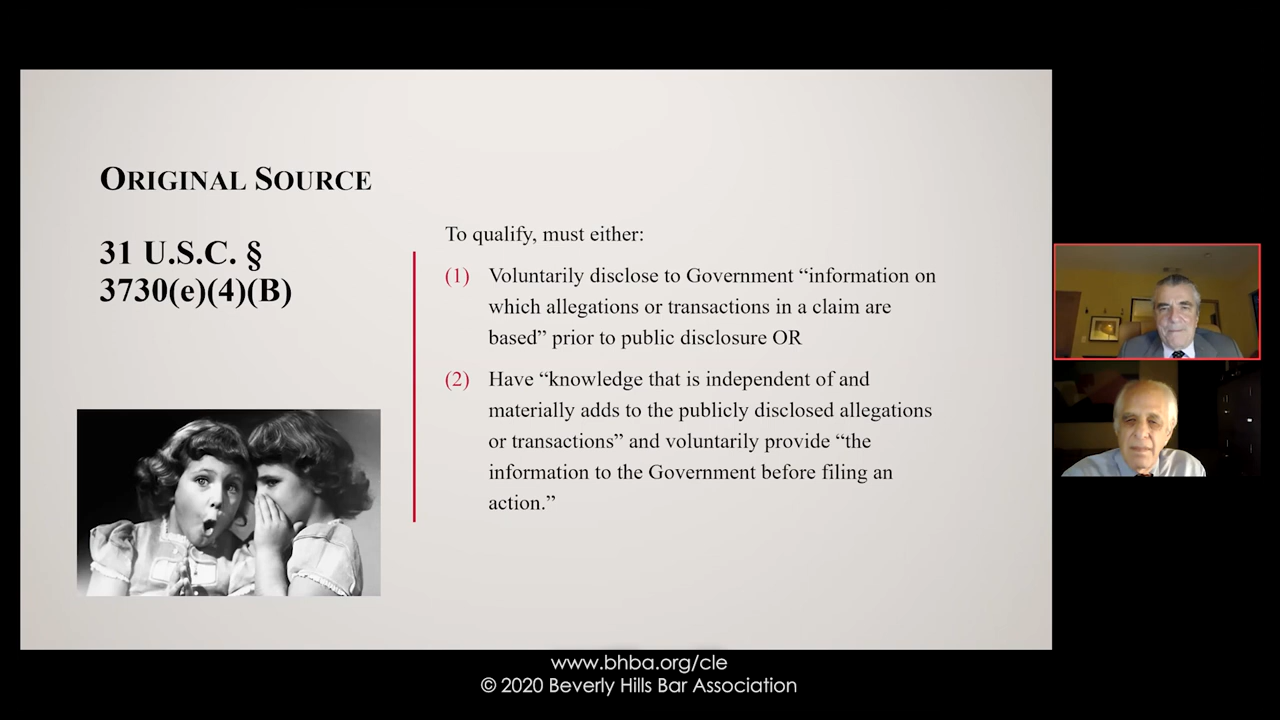 ORIGINAL SOURCE
31 U.S.C. §
3730(e)(4)(B)
To qualify, must either:
(1) Voluntarily disclose to Government “information on
which allegations or transactions in a claim are
based” prior to public disclosure OR
(2) Have “knowledge that is independent of and
materially adds to the publicly disclosed allegations
or transactions” and voluntarily provide “the
information to the Government before filing an
action.”
www.bhba.org/cle
© 2020 Beverly Hills Bar Association